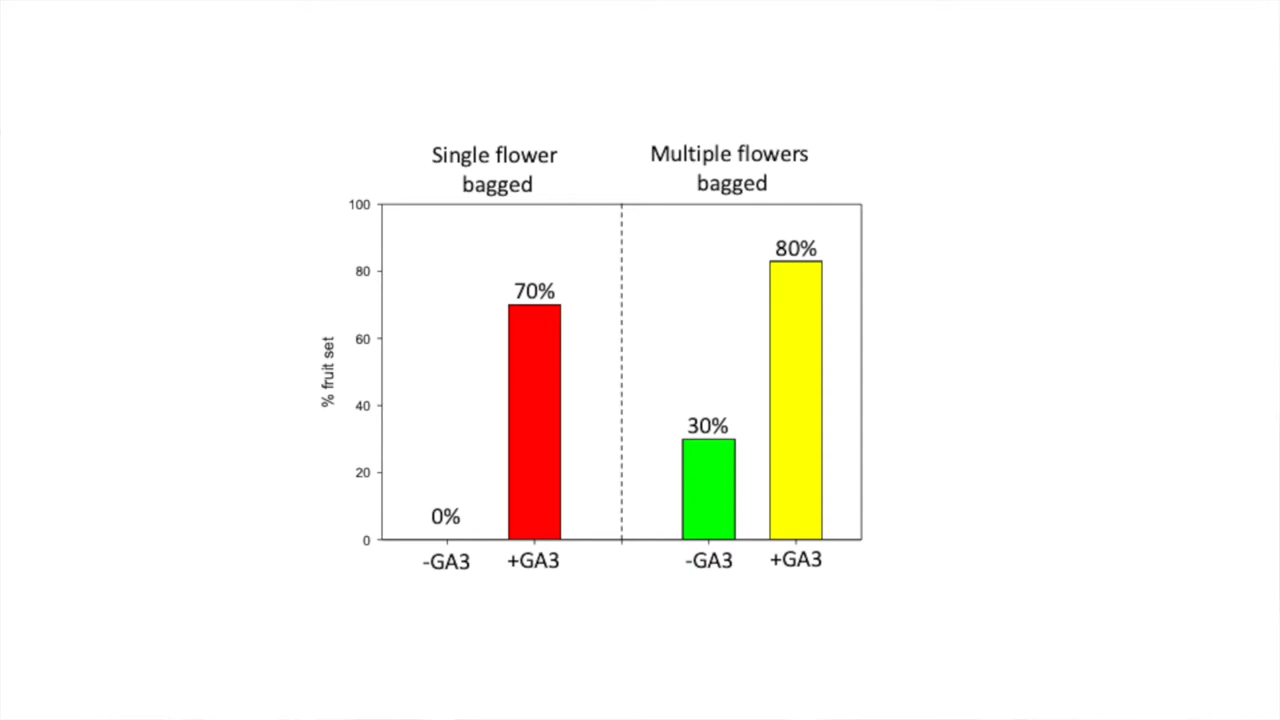 Single flower
bagged
Multiple flowers
bagged
100
80
60
40
20
0
% fruit set
0%
70%
30%
80%
-GA3
+GA3
-GA3
+GA3